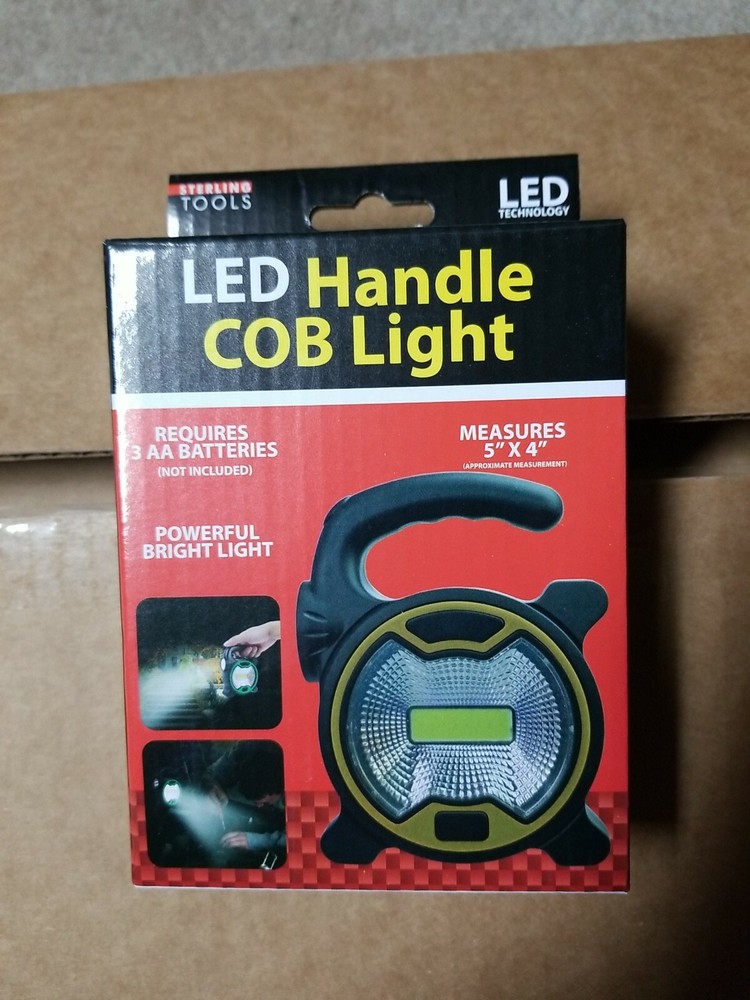 STERLING
TOOLS
LED
TECHNOLOGY
LED Handle
COB Light
REQUIRES
3 AA BATTERIES
(NOT INCLUDED)
MEASURES
5" X 4"
(APPROXIMATE MEASUREMENT)
POWERFUL
BRIGHT LIGHT